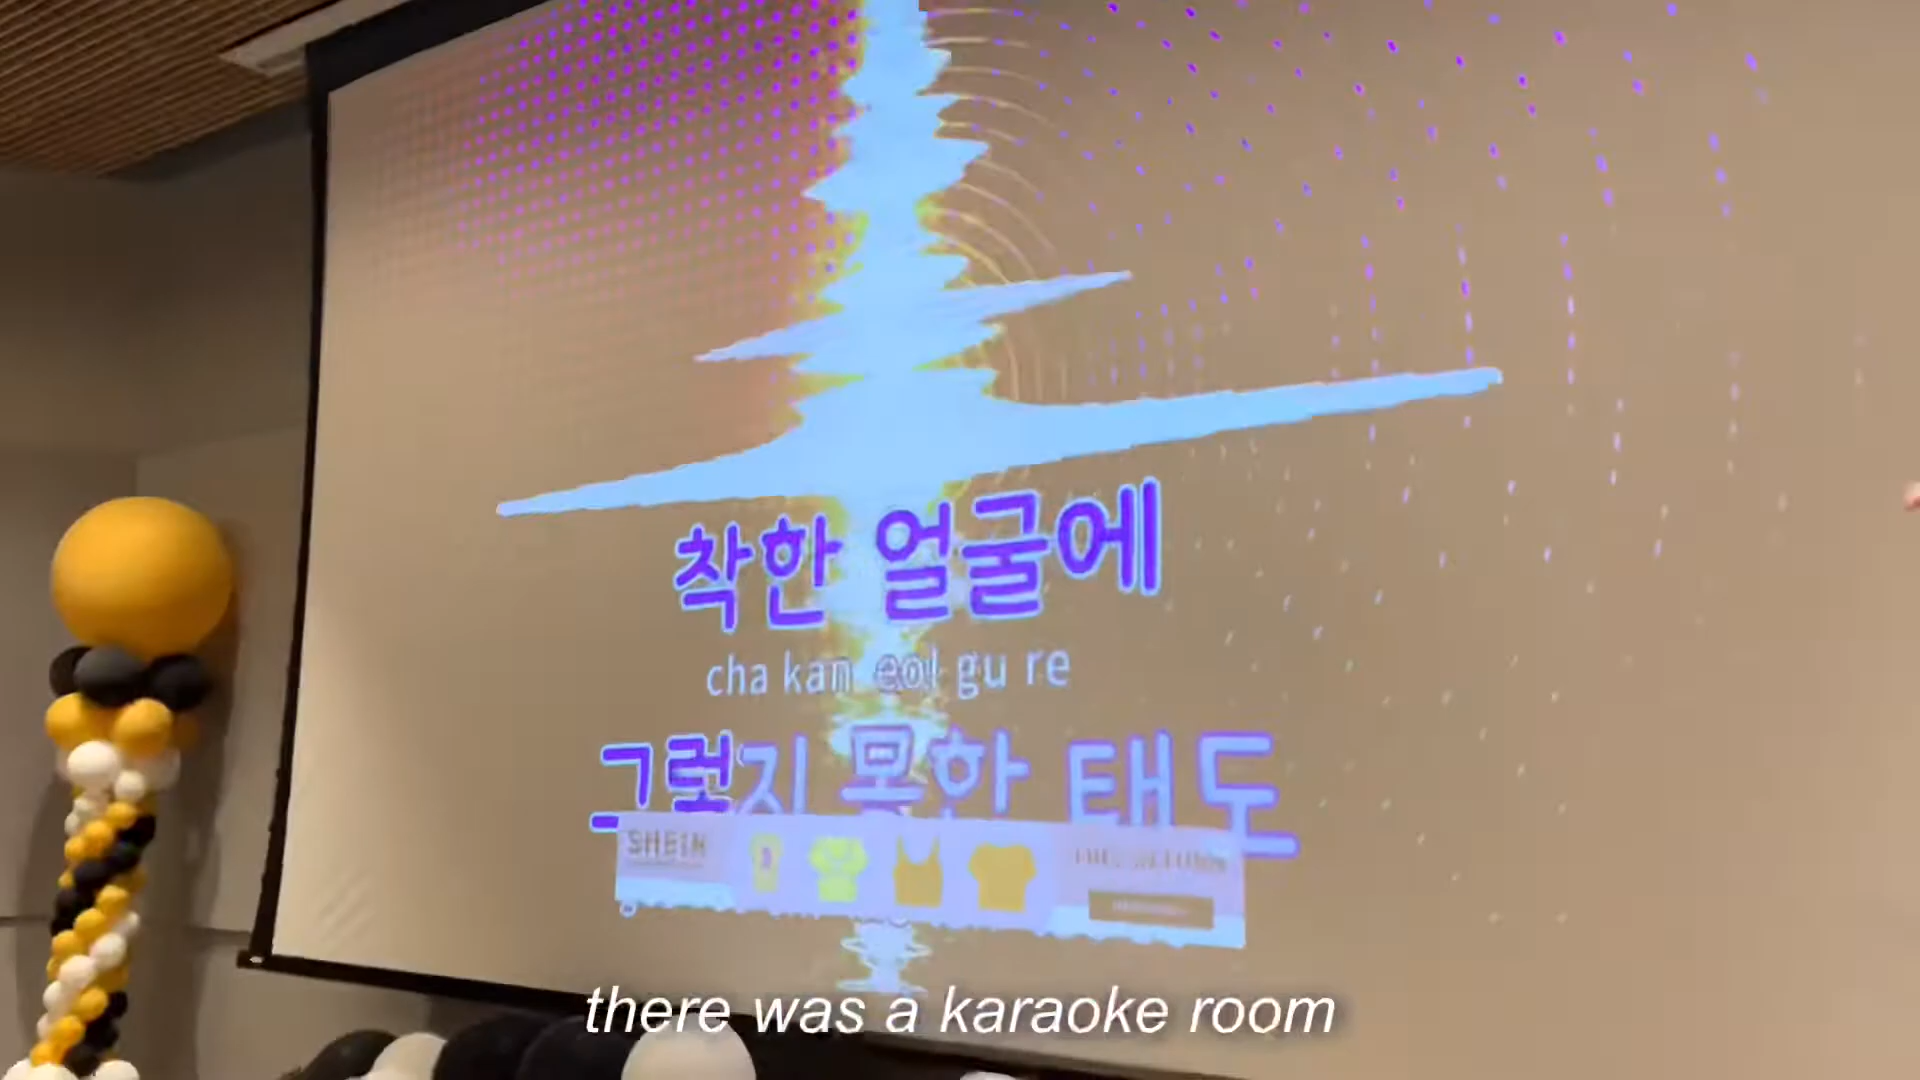 착한 얼굴에
cha kan eol gu re
그렇지 못한 태도
SHEIN
there was a karaoke room